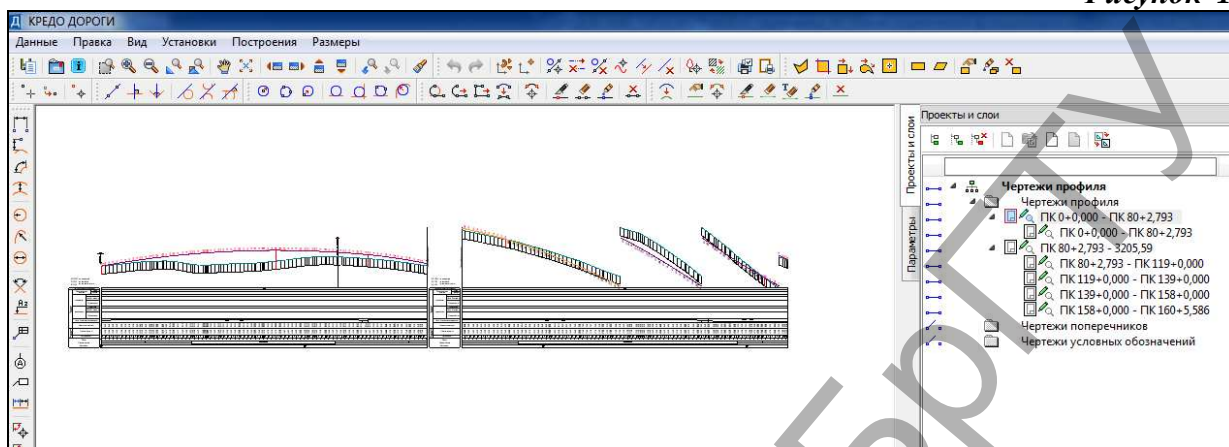 Рисунок 1
КРЕДО ДОРОГИ
Данные Правка Вид Установки Построения Размеры
Проекты и слои
Проекты и слои
Параметры
Чертежи профиля
Чертежи профиля
ПК 0+0,000 - ПК 80+2,793
ПК 0+0,000 - ПК 80+2,793
ПК 80+2,793 - 3205,59
ПК 80+2,793 - ПК 119+0,000
ПК 119+0,000 - ПК 139+0,000
ПК 139+0,000 - ПК 158+0,000
ПК 158+0,000 - ПК 160+5,586
Чертежи поперечников
Чертежи условных обозначений
БрГТУ